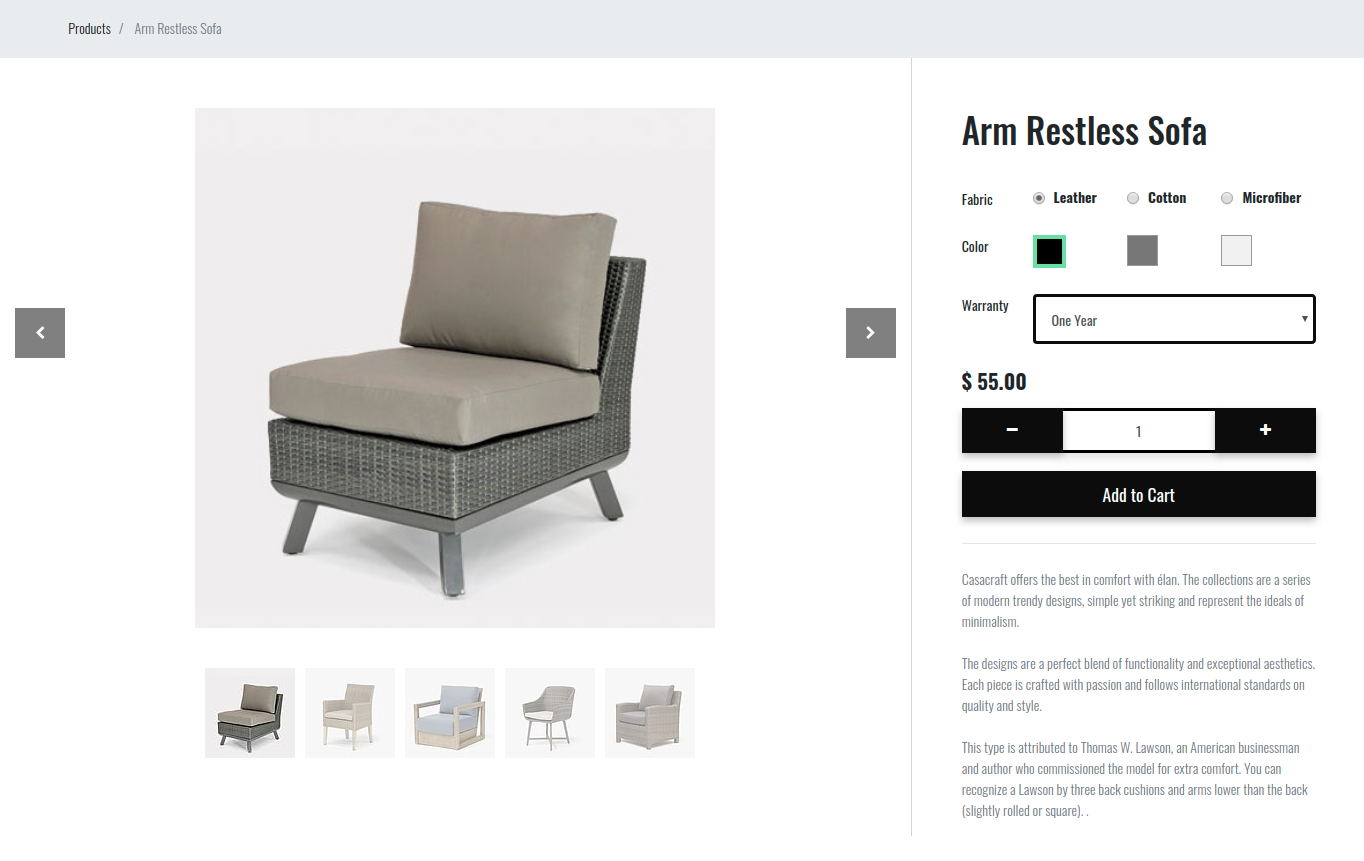 Products / Arm Restless Sofa
Arm Restless Sofa
Fabric Leather Cotton Microfiber
Color
Warranty One Year
$ 55.00
− 1 +
Add to Cart
Casacraft offers the best in comfort with élan. The collections are a series
of modern trendy designs, simple yet striking and represent the ideals of
minimalism.
The designs are a perfect blend of functionality and exceptional aesthetics.
Each piece is crafted with passion and follows international standards on
quality and style.
This type is attributed to Thomas W. Lawson, an American businessman
and author who commissioned the model for extra comfort. You can
recognize a Lawson by three back cushions and arms lower than the back
(slightly rolled or square). .